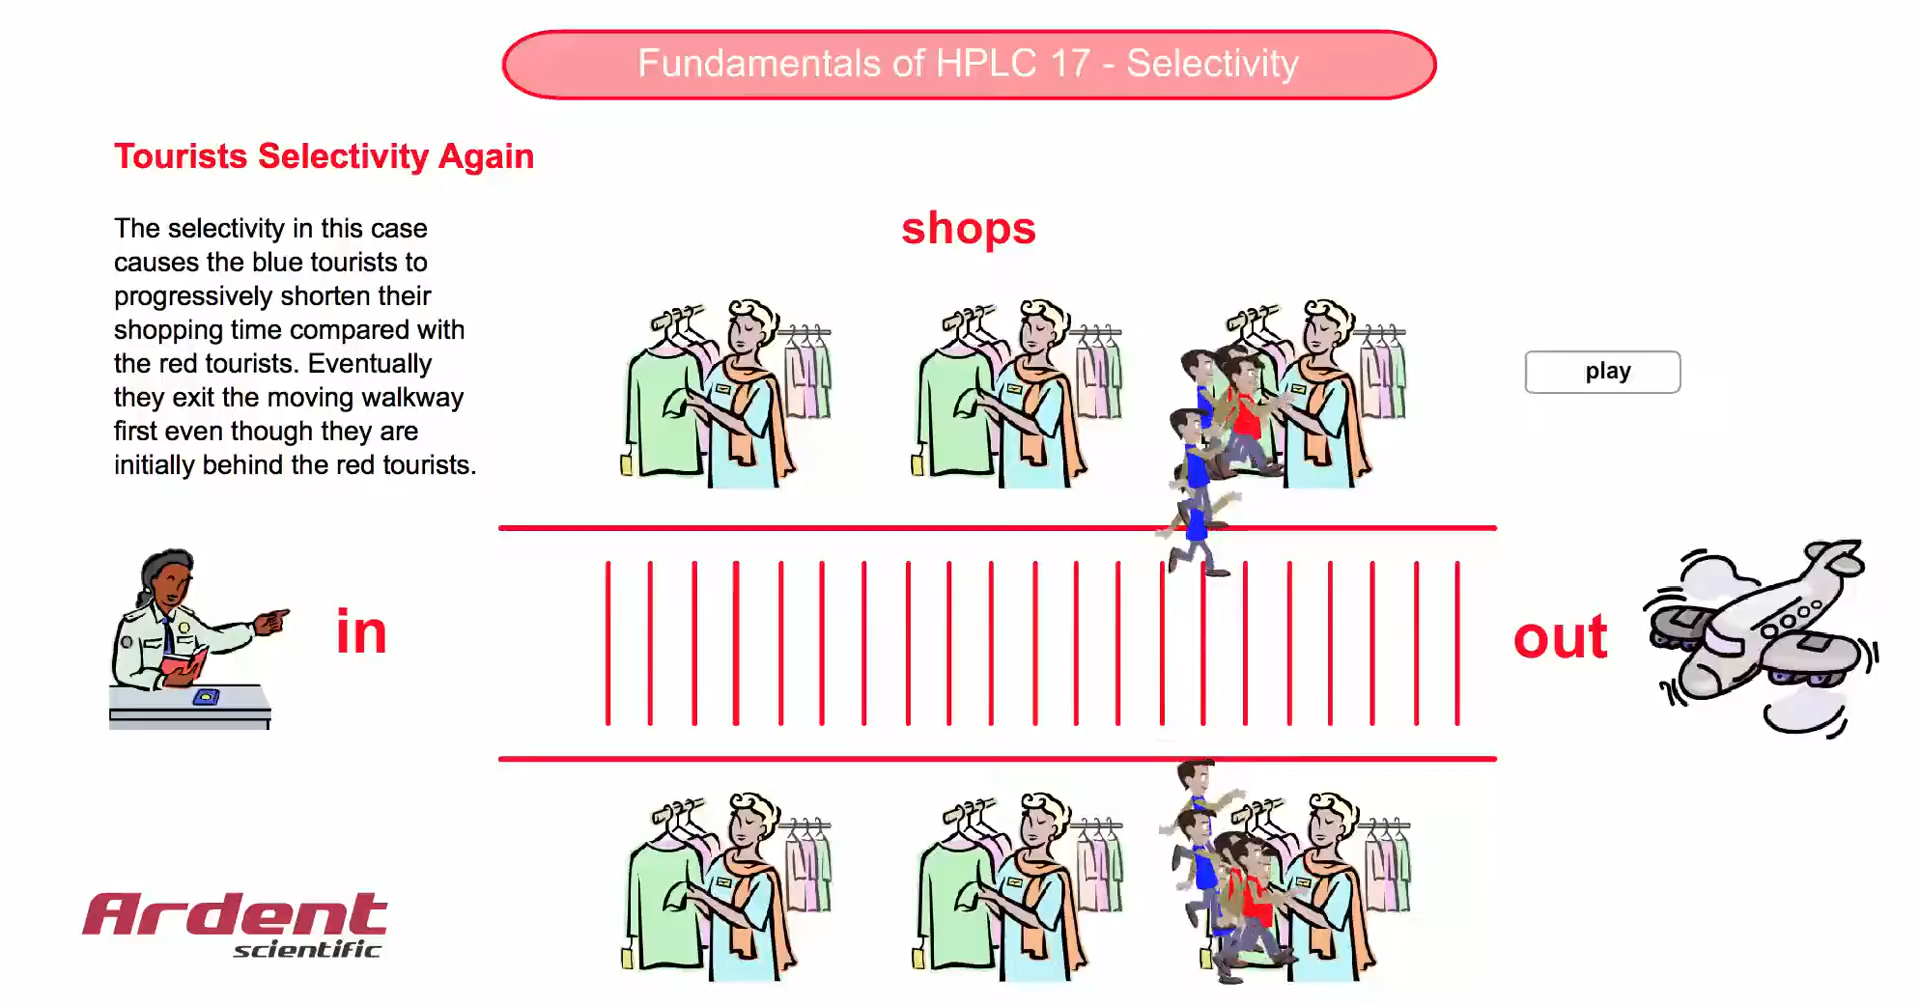 Fundamentals of HPLC 17 - Selectivity
Tourists Selectivity Again
The selectivity in this case
causes the blue tourists to
progressively shorten their
shopping time compared with
the red tourists. Eventually
they exit the moving walkway
first even though they are
initially behind the red tourists.
shops
play
in
out
Ardent
scientific